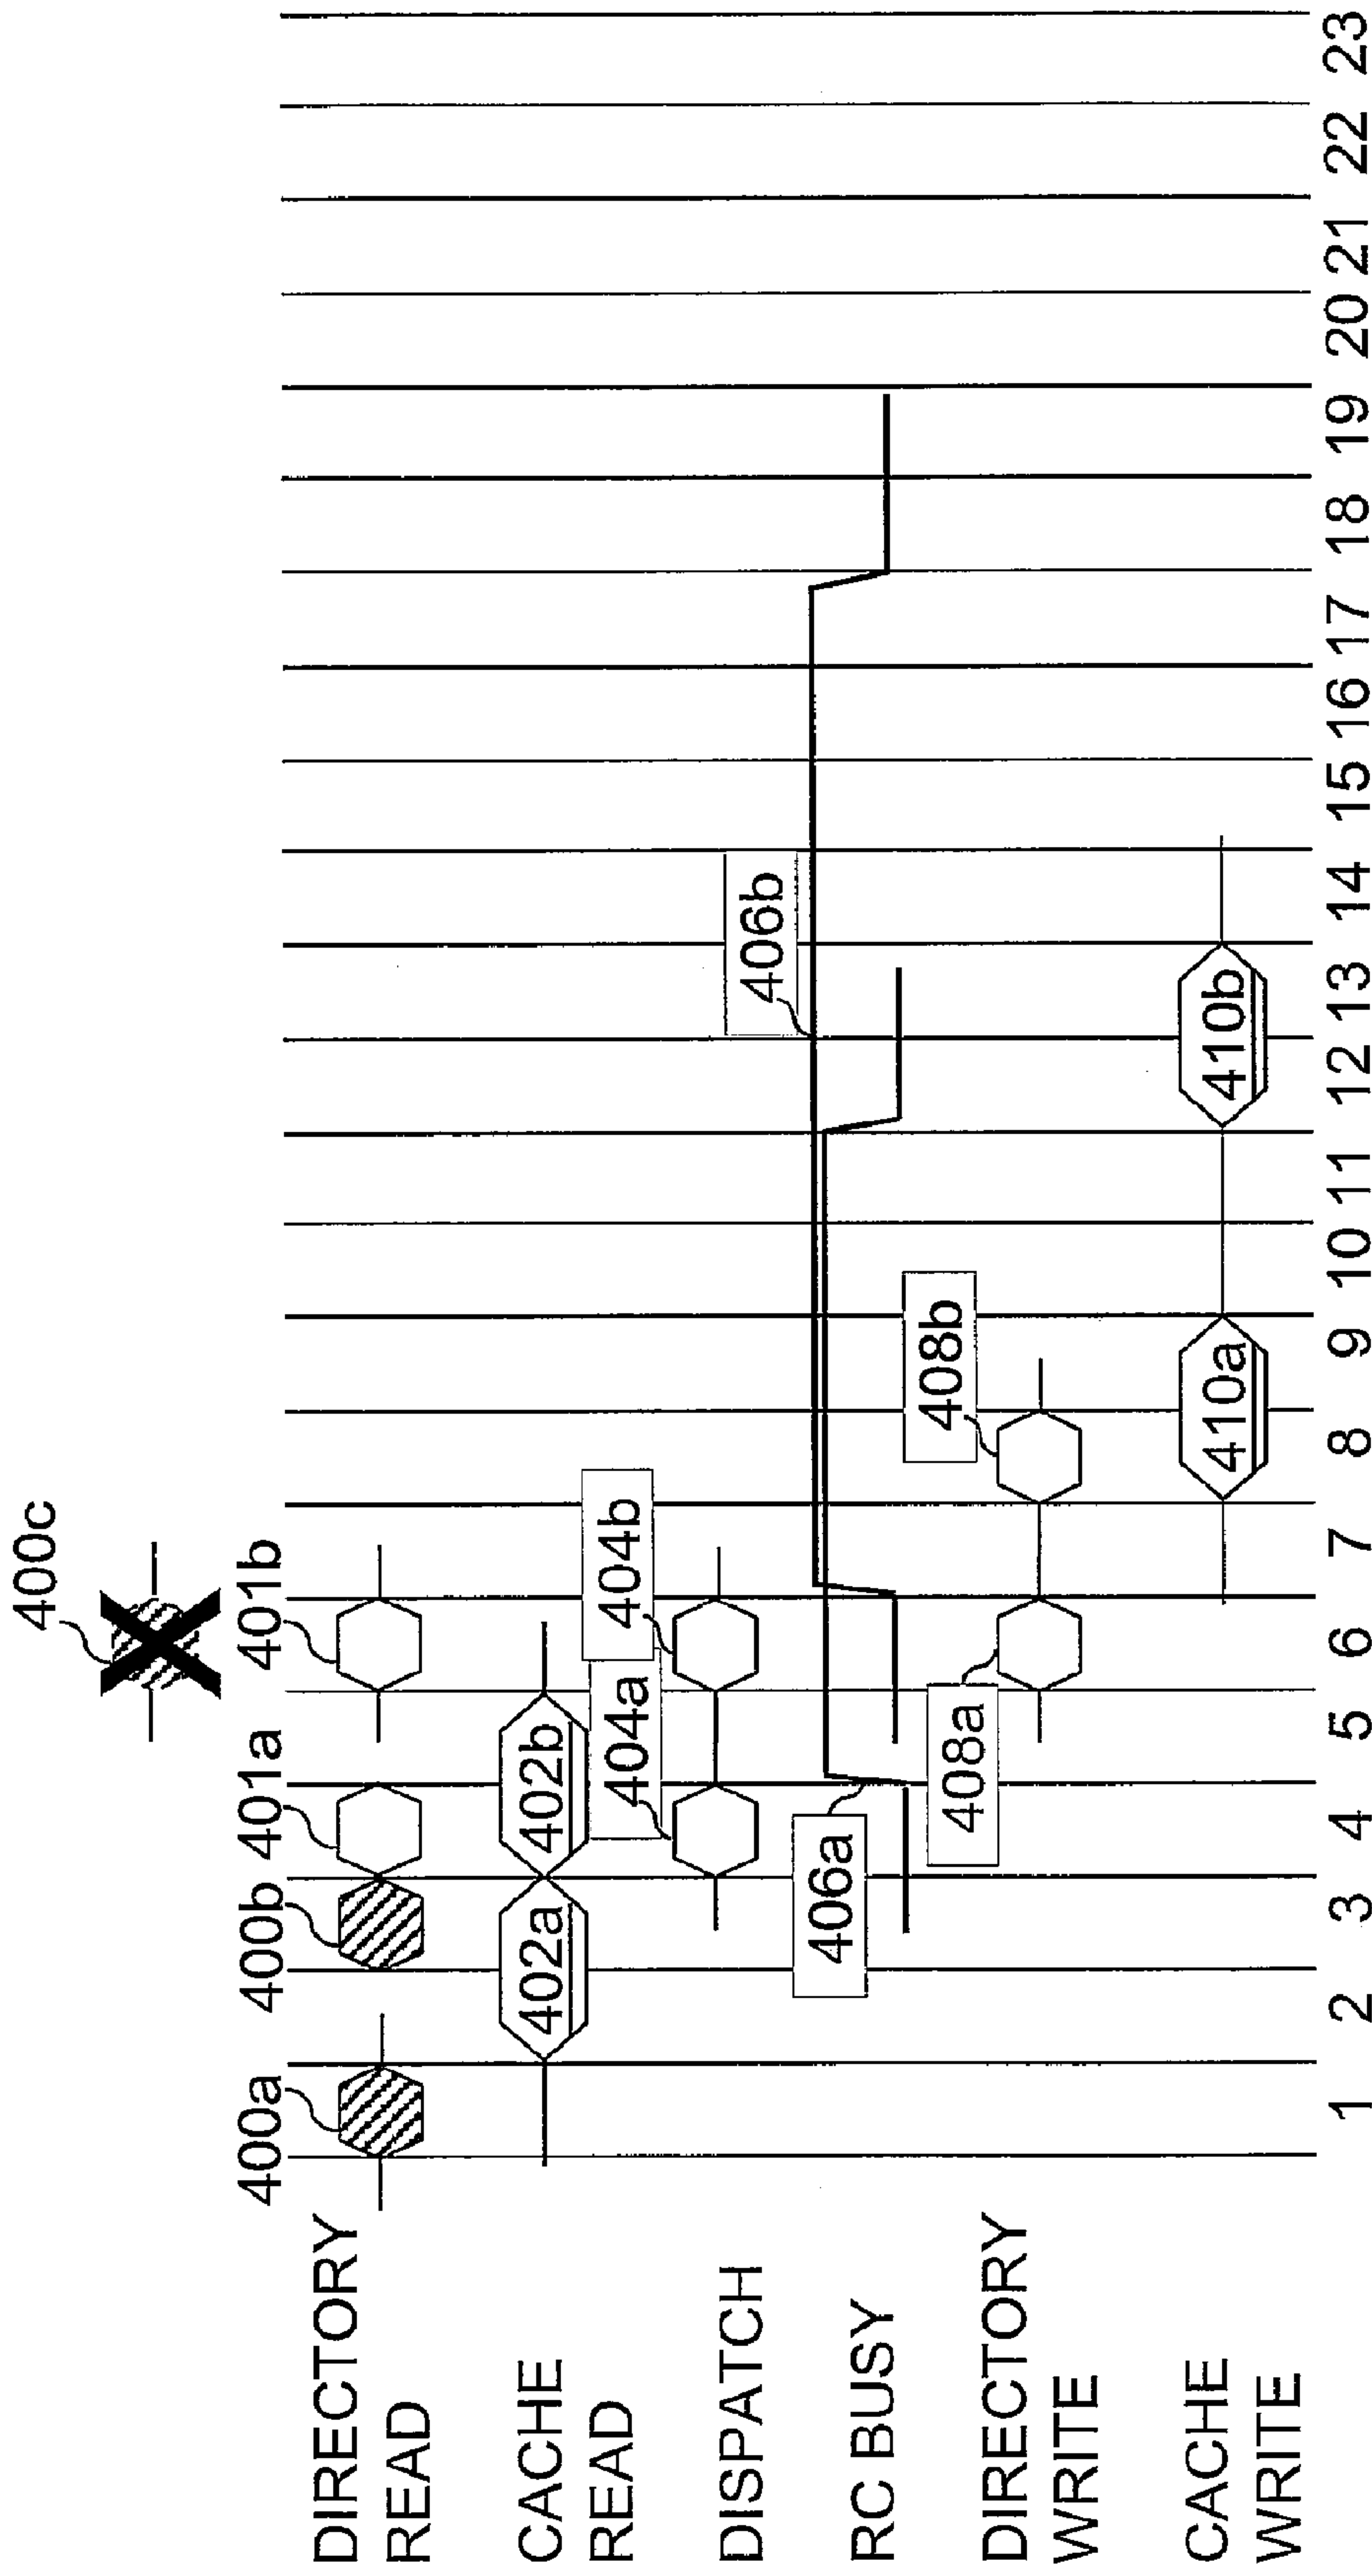 400c
400a 400b 401a 401b
DIRECTORY
READ
CACHE
READ
402a 402b
404a 404b
DISPATCH
406b
RC BUSY
406a
408b
DIRECTORY
WRITE
408a
CACHE
WRITE
410a 410b
1 2 3 4 5 6 7 8 9 10 11 12 13 14 15 16 17 18 19 20 21 22 23